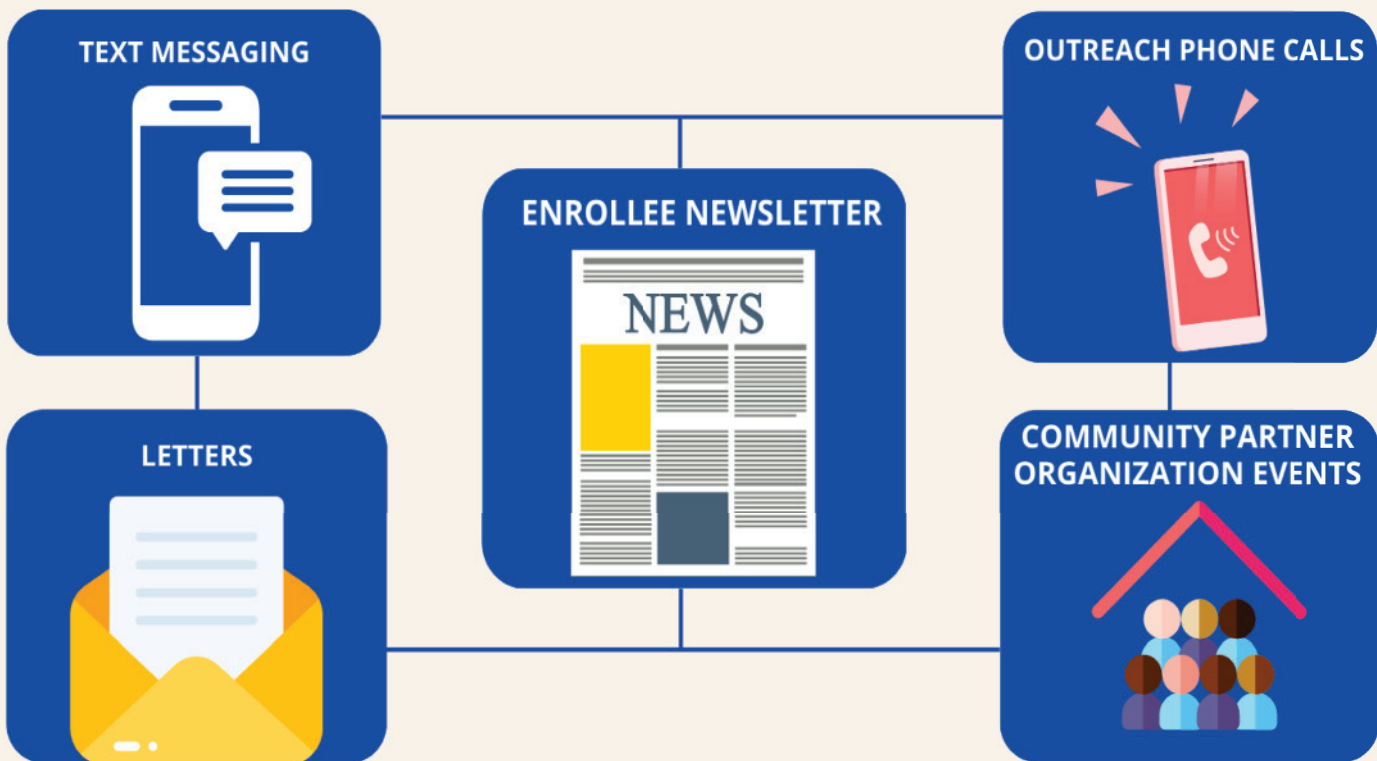 TEXT MESSAGING
OUTREACH PHONE CALLS
ENROLLEE NEWSLETTER
NEWS
LETTERS
COMMUNITY PARTNER
ORGANIZATION EVENTS